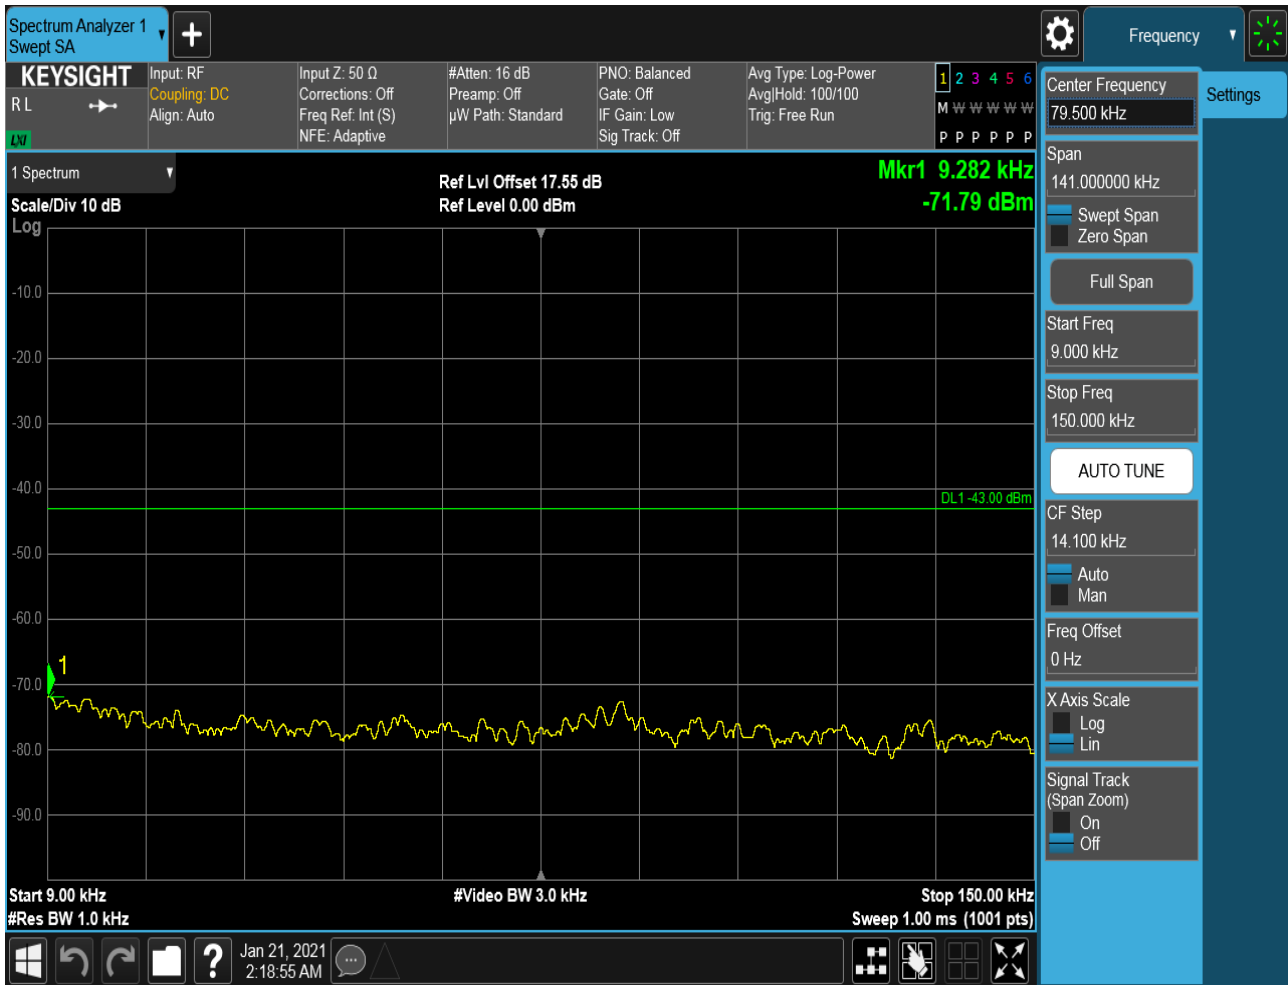 Spectrum Analyzer 1
Swept SA
Frequency
KEYSIGHT
R L
LXI
Input: RF
Coupling: DC
Align: Auto
Input Z: 50 Ω
Corrections: Off
Freq Ref: Int (S)
NFE: Adaptive
#Atten: 16 dB
Preamp: Off
µW Path: Standard
PNO: Balanced
Gate: Off
IF Gain: Low
Sig Track: Off
Avg Type: Log-Power
Avg|Hold: 100/100
Trig: Free Run
1 2 3 4 5 6
M W W W W W
P P P P P P
1 Spectrum
Scale/Div 10 dB
Log
Ref Lvl Offset 17.55 dB
Ref Level 0.00 dBm
Mkr1 9.282 kHz
-71.79 dBm
-10.0
-20.0
-30.0
-40.0
DL1 -43.00 dBm
-50.0
-60.0
1
-70.0
-80.0
-90.0
Start 9.00 kHz
#Video BW 3.0 kHz
Stop 150.00 kHz
#Res BW 1.0 kHz
Sweep 1.00 ms (1001 pts)
Center Frequency
79.500 kHz
Settings
Span
141.000000 kHz
Swept Span
Zero Span
Full Span
Start Freq
9.000 kHz
Stop Freq
150.000 kHz
AUTO TUNE
CF Step
14.100 kHz
Auto
Man
Freq Offset
0 Hz
X Axis Scale
Log
Lin
Signal Track
(Span Zoom)
On
Off
?
Jan 21, 2021
2:18:55 AM